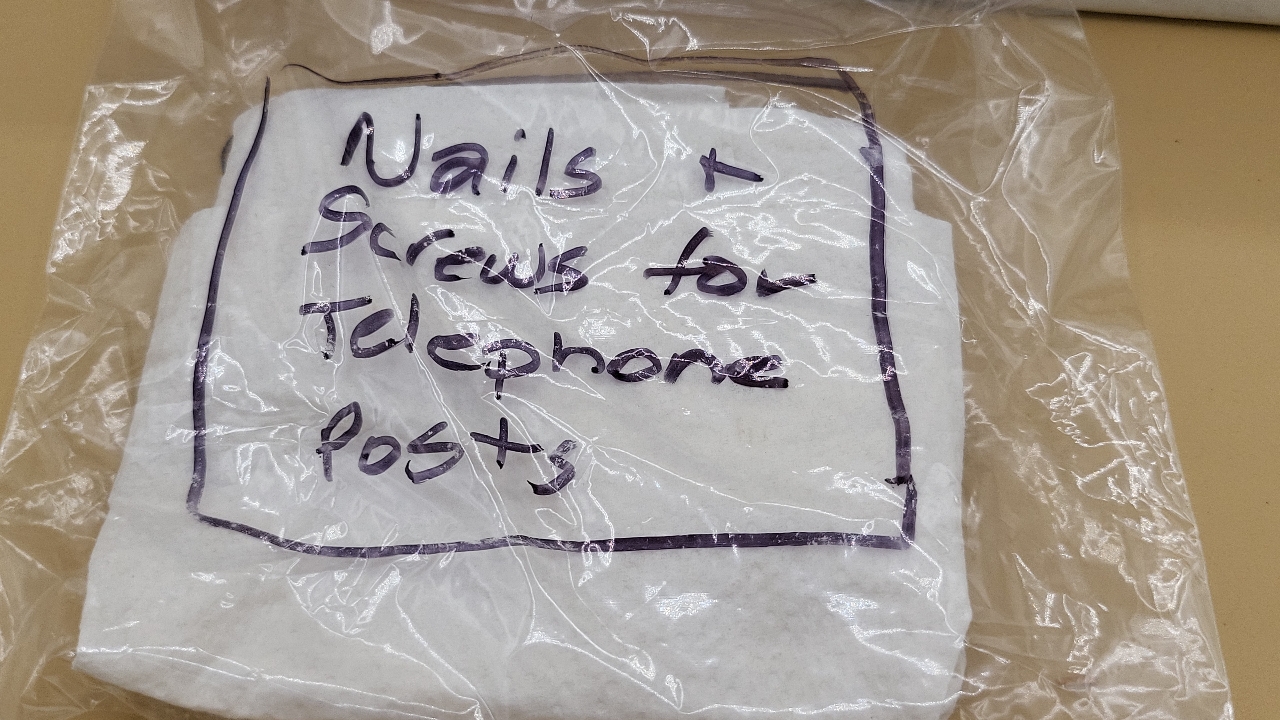 Nails +
Screws for
Telephone
Posts